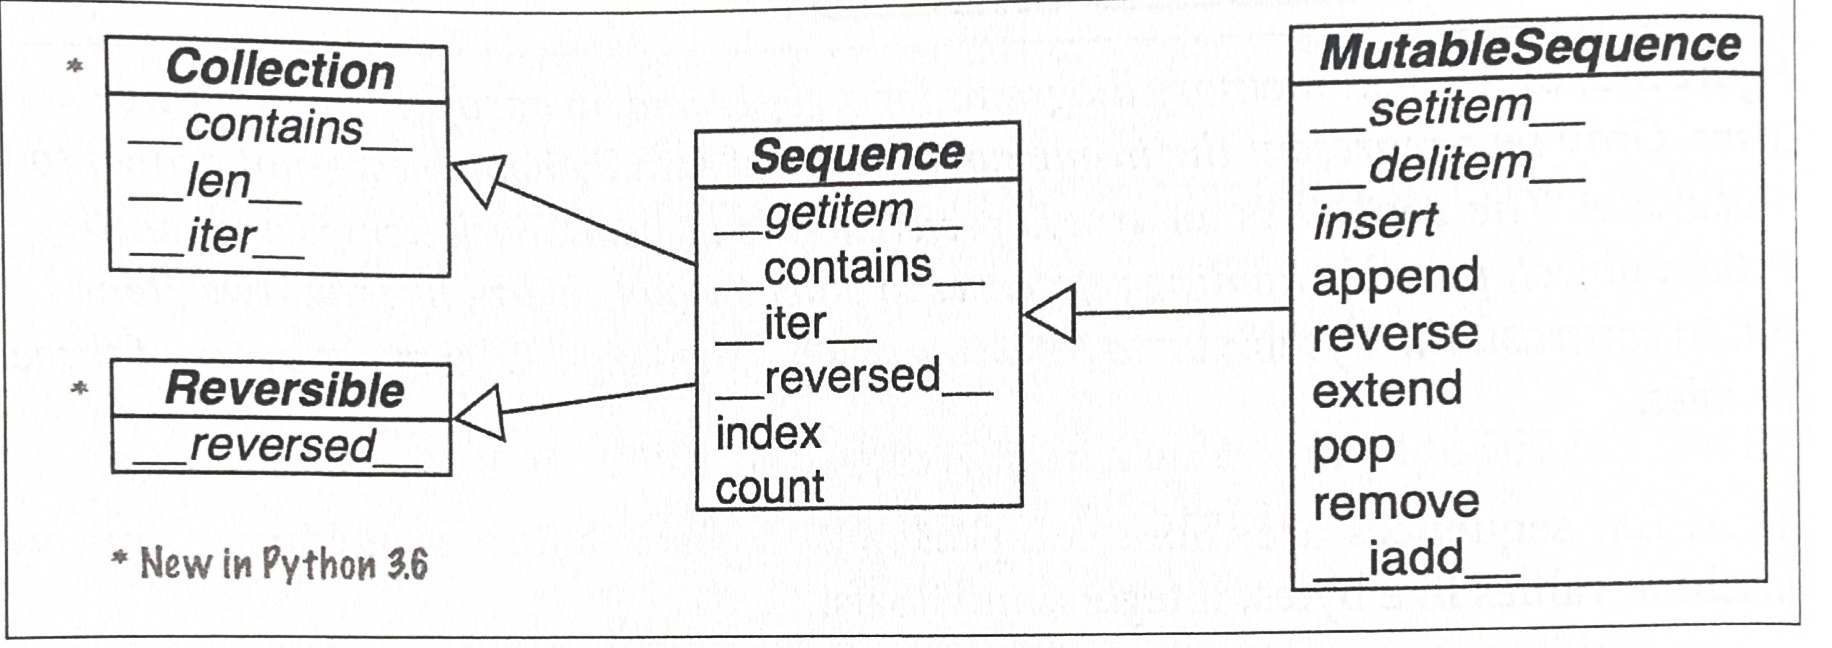 * Collection
__contains__
__len__
__iter__
* Reversible
__reversed__
* New in Python 3.6
Sequence
__getitem__
__contains__
__iter__
__reversed__
index
count
MutableSequence
__setitem__
__delitem__
insert
append
reverse
extend
pop
remove
__iadd__